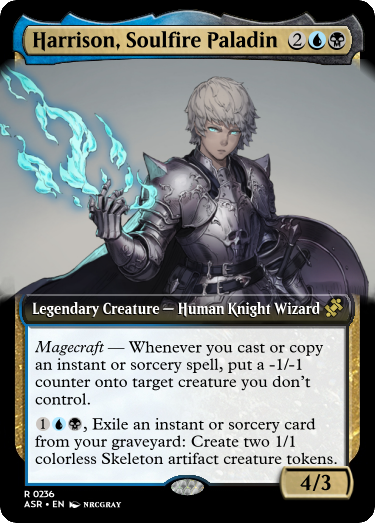 Harrison, Soulfire Paladin 2
Legendary Creature — Human Knight Wizard
Magecraft — Whenever you cast or copy
an instant or sorcery spell, put a -1/-1
counter onto target creature you don't
control.
1, Exile an instant or sorcery card
from your graveyard: Create two 1/1
colorless Skeleton artifact creature tokens.
4/3
R 0236
ASR • EN NRCGRAY